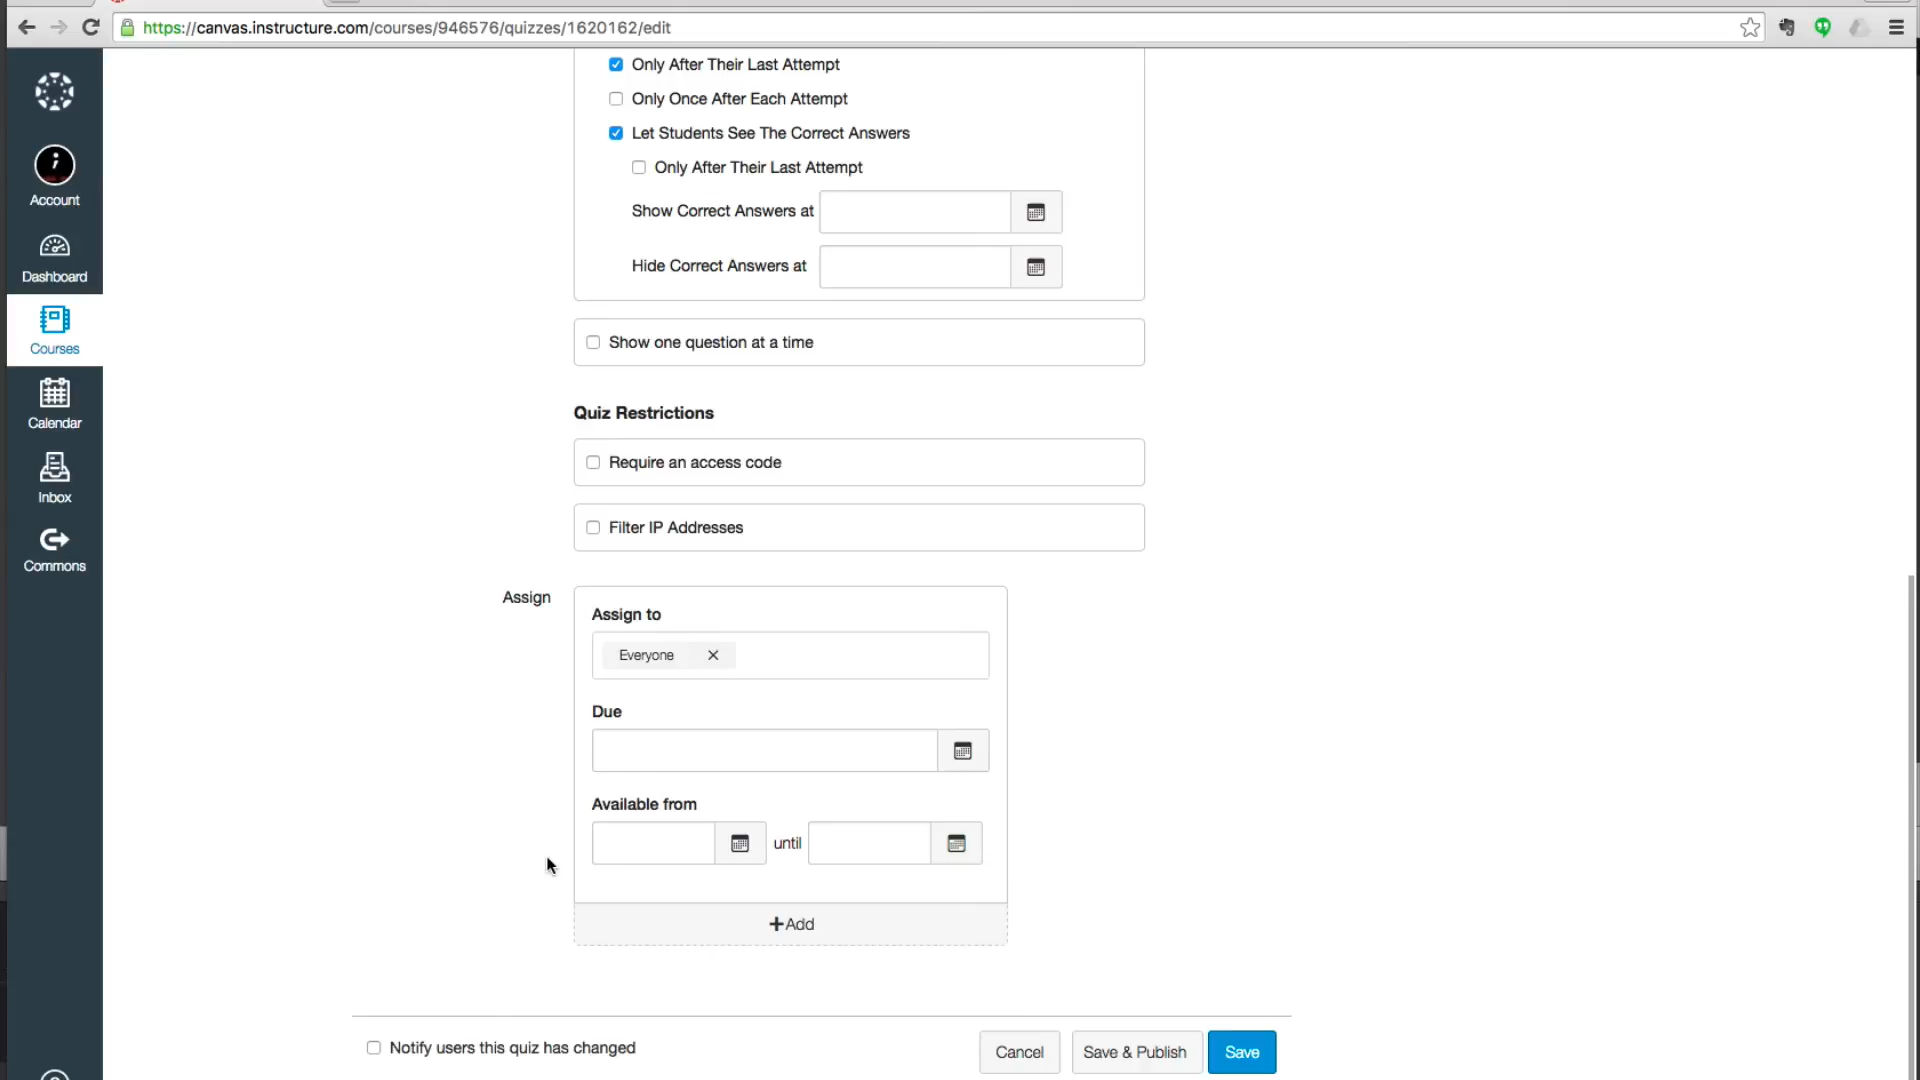 https://canvas.instructure.com/courses/946576/quizzes/1620162/edit
Only After Their Last Attempt
Only Once After Each Attempt
Let Students See The Correct Answers
Only After Their Last Attempt
Show Correct Answers at
Hide Correct Answers at
Show one question at a time
Quiz Restrictions
Require an access code
Filter IP Addresses
Account
Dashboard
Courses
Calendar
Inbox
Commons
Assign
Assign to
Everyone
Due
Available from
until
+Add
Notify users this quiz has changed
Cancel
Save & Publish
Save